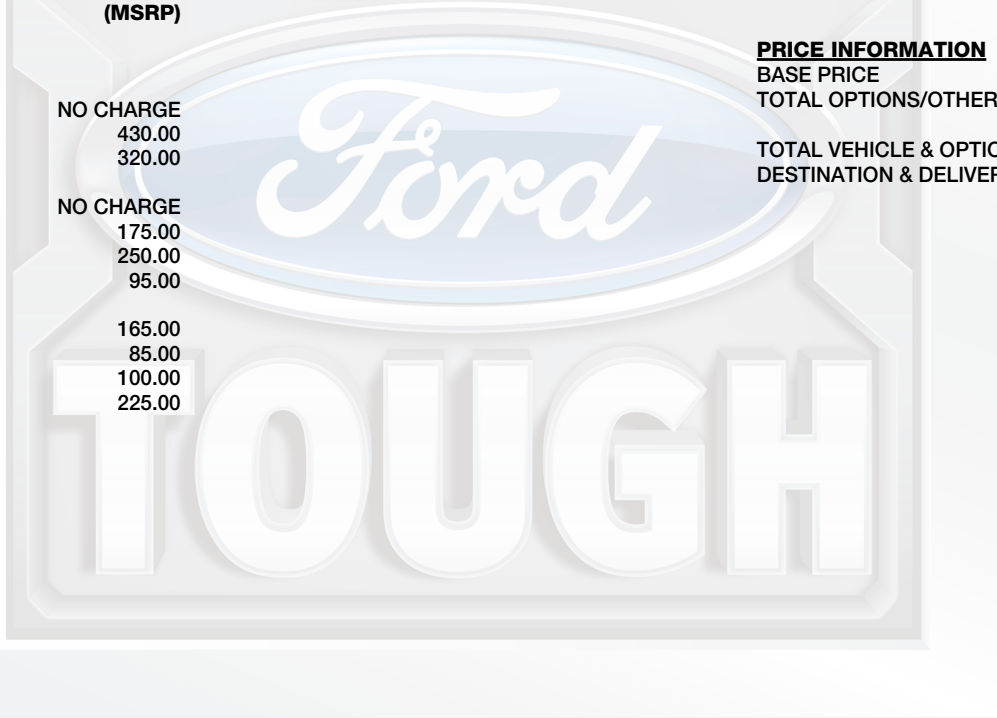 (MSRP)
NO CHARGE
430.00
320.00
NO CHARGE
175.00
250.00
95.00
165.00
85.00
100.00
225.00
PRICE INFORMATION
BASE PRICE
TOTAL OPTIONS/OTHER
TOTAL VEHICLE & OPTIO
DESTINATION & DELIVER
Ford
TOUGH